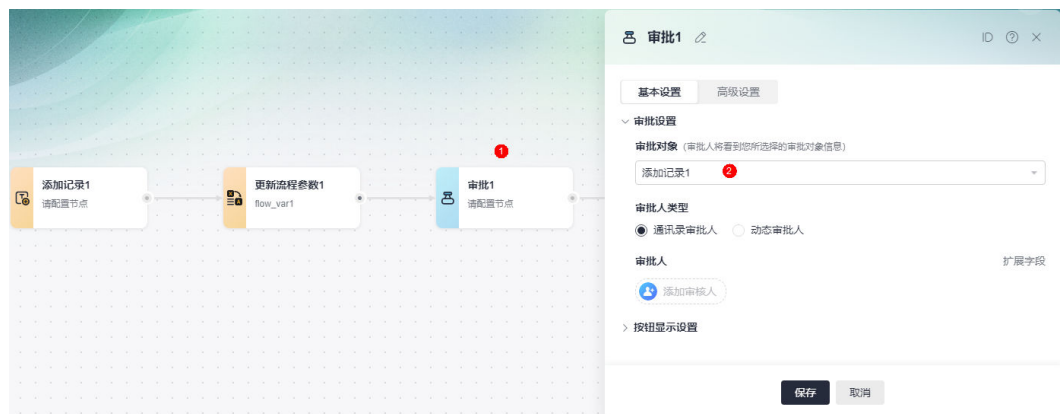 审批1
ID
基本设置 高级设置
审批设置
审批对象 (审批人将看到您所选择的审批对象信息)
1
添加记录1
请配置节点
更新流程参数1
flow_var1
审批1
请配置节点
添加记录1 2
审批人类型
通讯录审批人 动态审批人
审批人 扩展字段
添加审核人
按钮显示设置
保存 取消